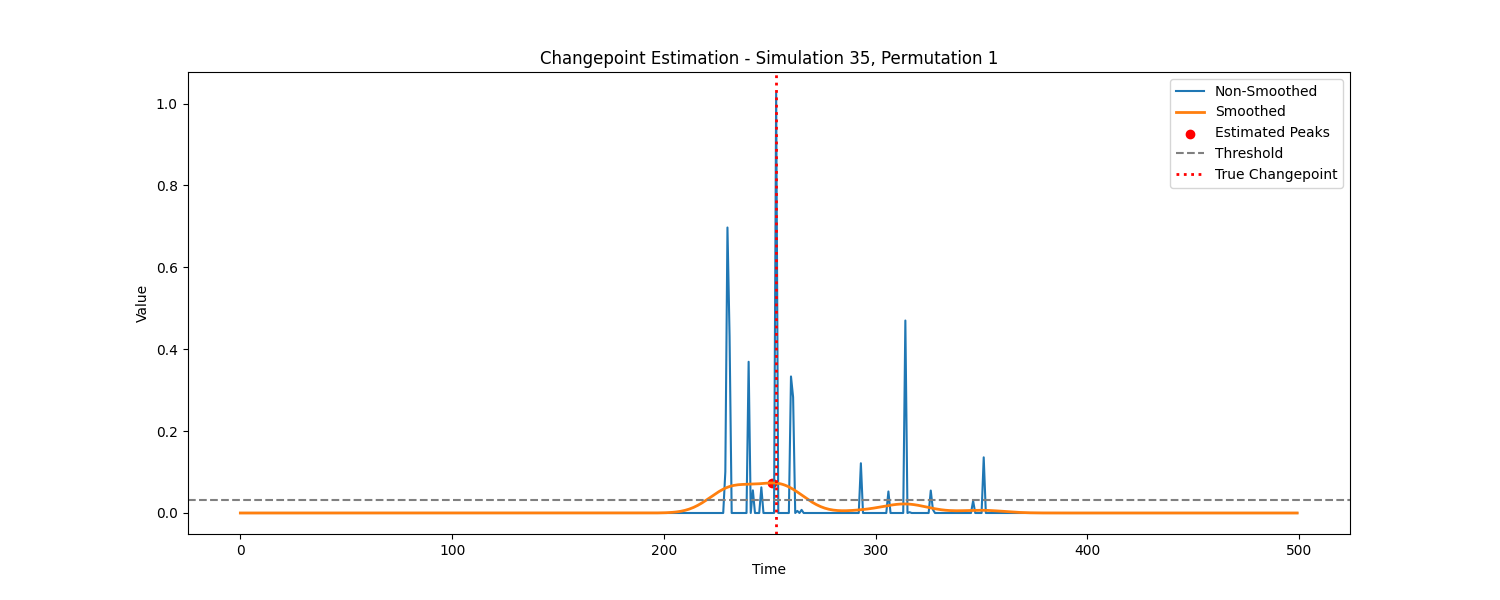 Changepoint Estimation - Simulation 35, Permutation 1
Non-Smoothed
Smoothed
Estimated Peaks
Threshold
True Changepoint
1.0
0.8
0.6
0.4
0.2
0.0
Value
0
100
200
300
400
500
Time